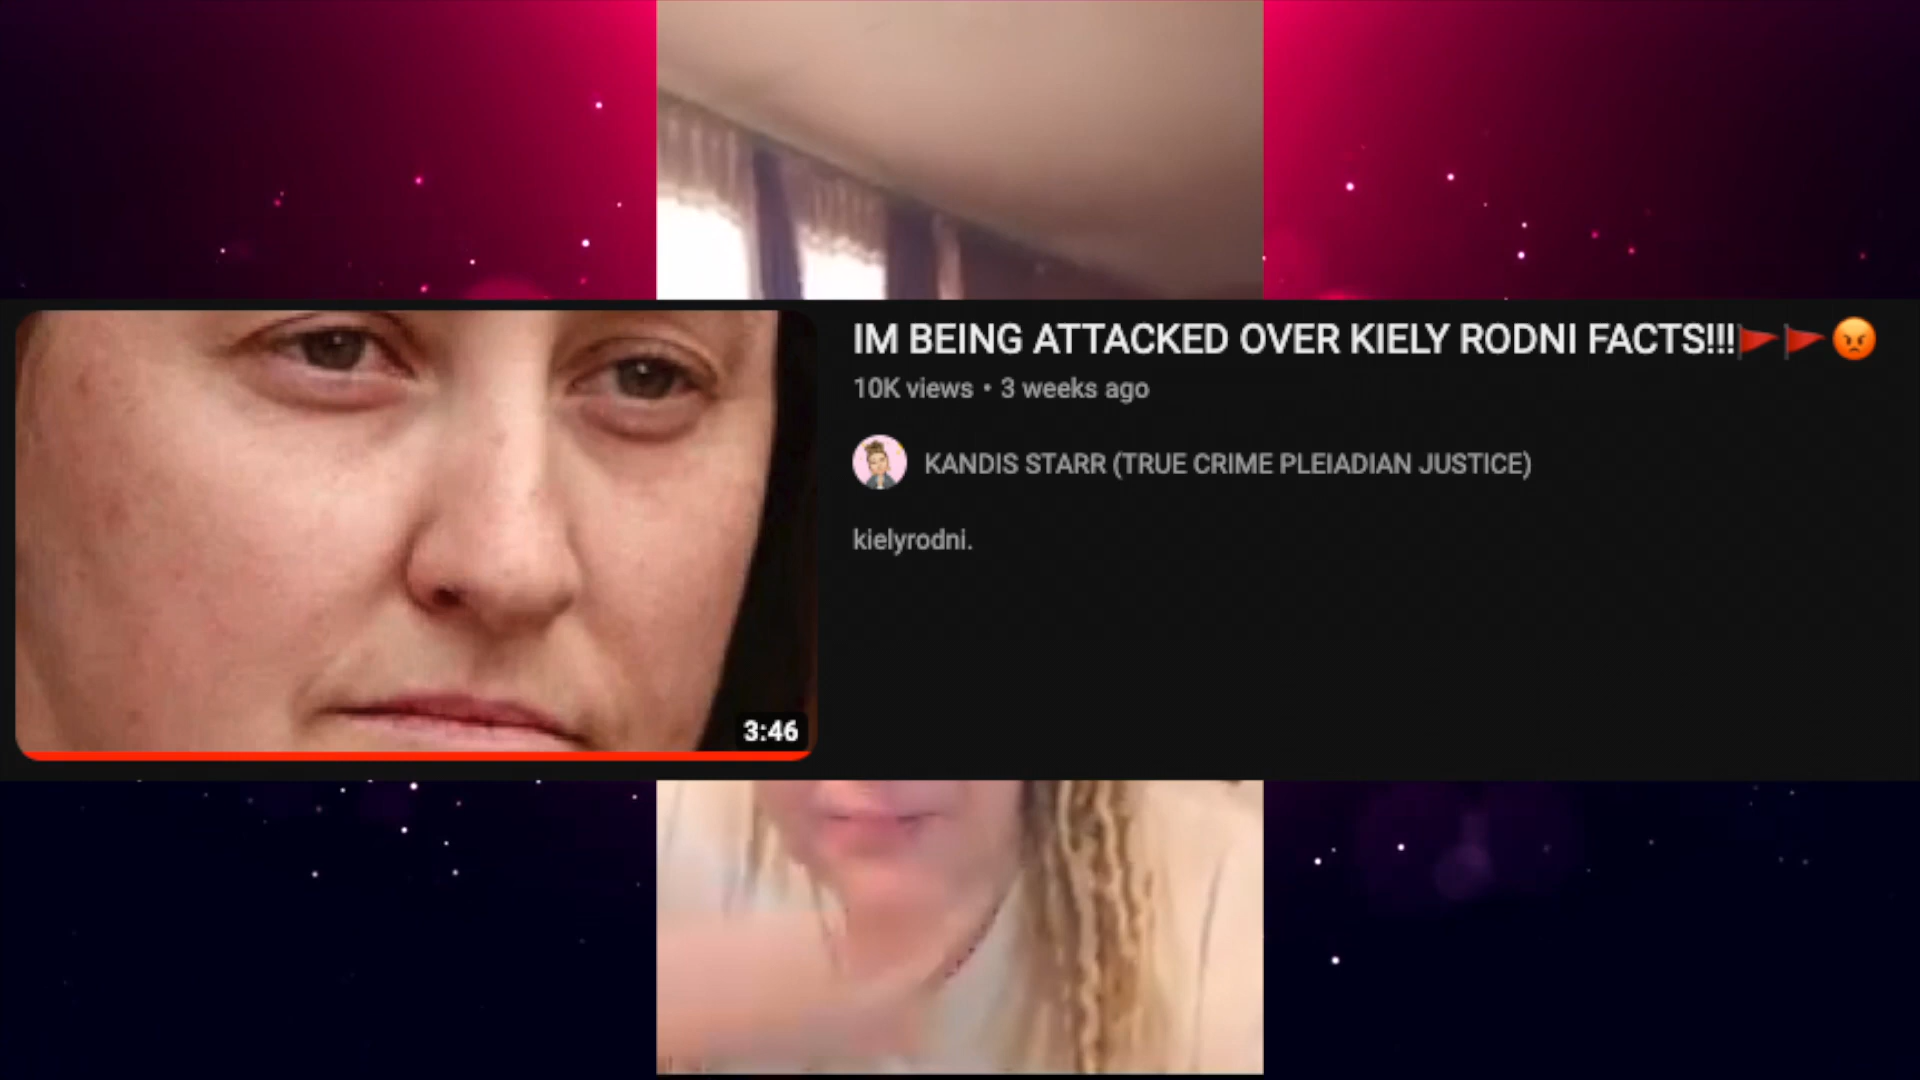 IM BEING ATTACKED OVER KIELY RODNI FACTS!!!🚩🚩😡
10K views • 3 weeks ago
KANDIS STARR (TRUE CRIME PLEIADIAN JUSTICE)
kielyrodni.
3:46